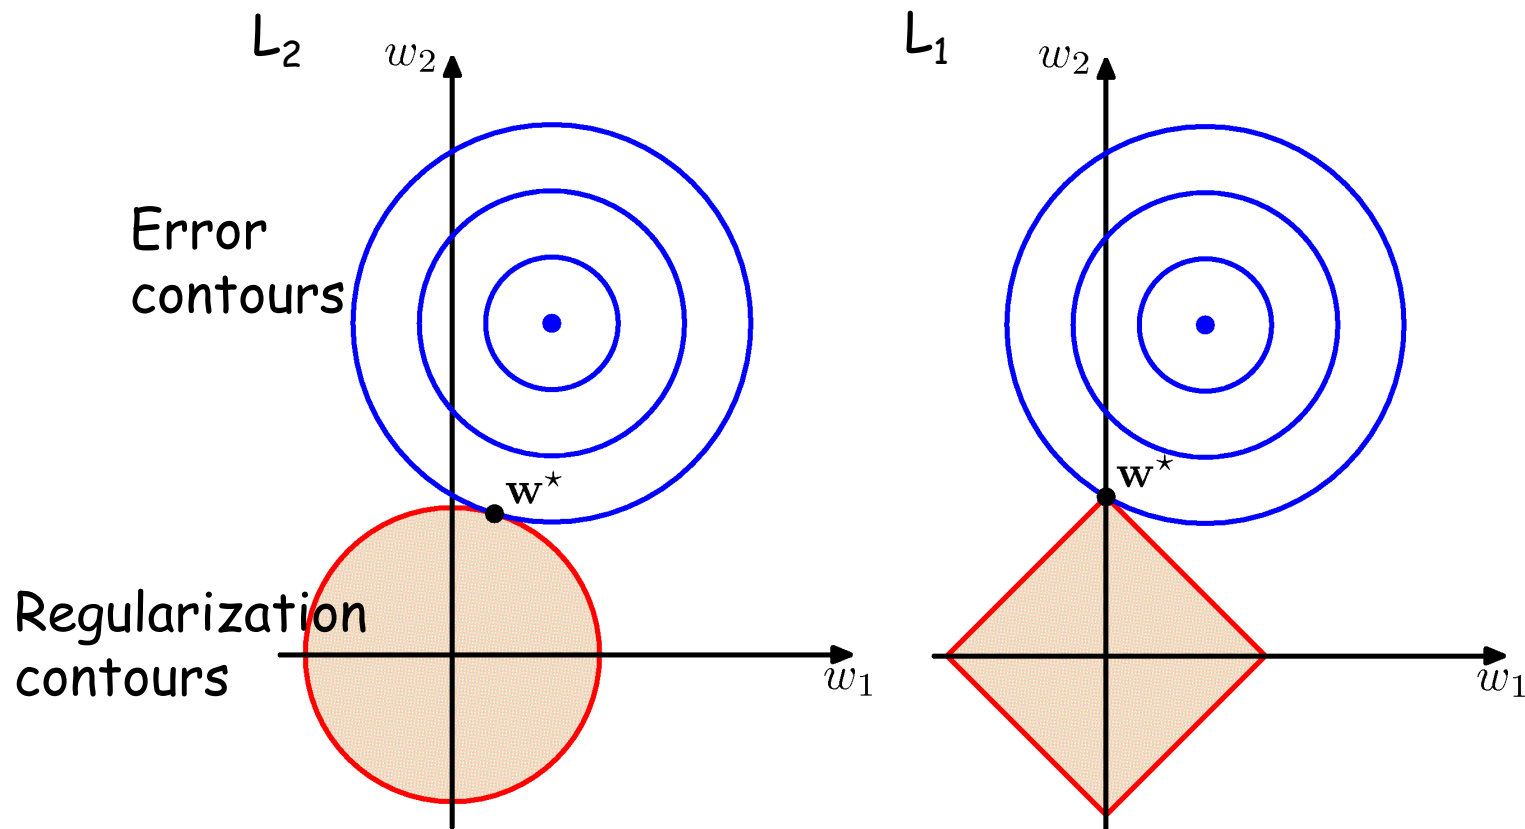 L₂
w₂
Error
contours
w*
Regularization
contours
w₁
L₁
w₂
w*
w₁